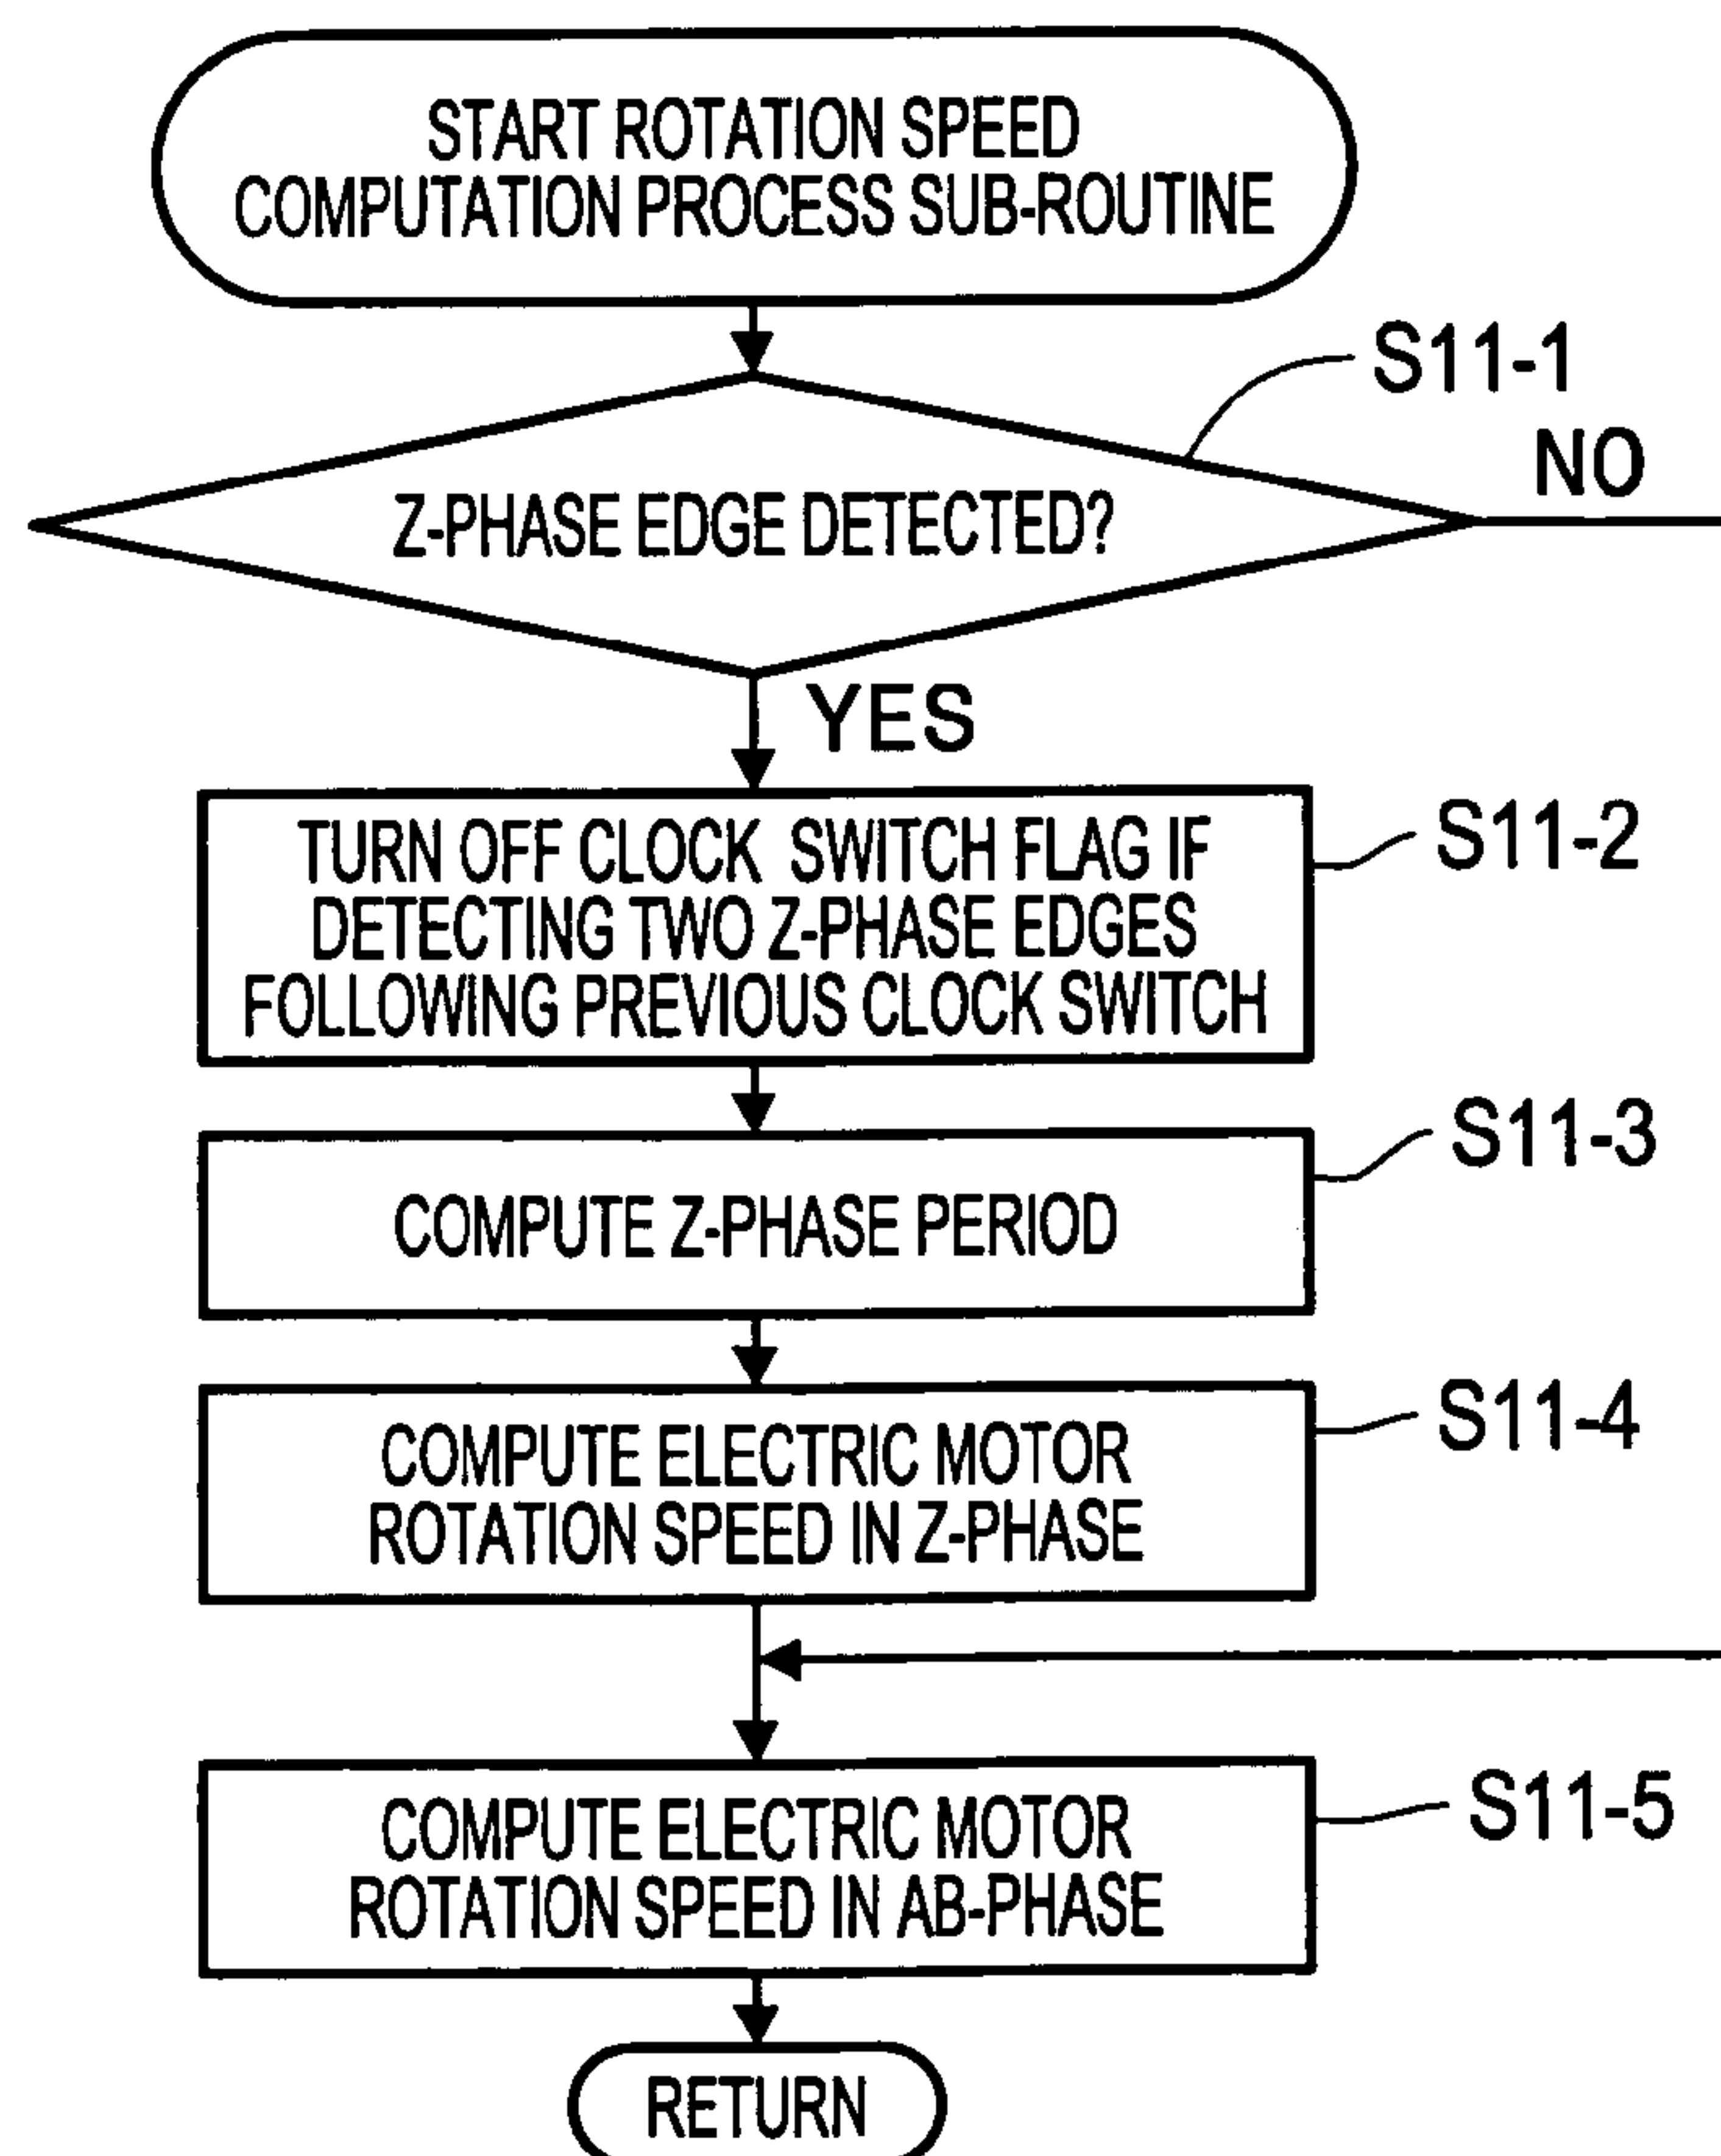 START ROTATION SPEED
COMPUTATION PROCESS SUB-ROUTINE
S11-1
NO
Z-PHASE EDGE DETECTED?
YES
TURN OFF CLOCK SWITCH FLAG IF
DETECTING TWO Z-PHASE EDGES
FOLLOWING PREVIOUS CLOCK SWITCH
S11-2
COMPUTE Z-PHASE PERIOD
S11-3
COMPUTE ELECTRIC MOTOR
ROTATION SPEED IN Z-PHASE
S11-4
COMPUTE ELECTRIC MOTOR
ROTATION SPEED IN AB-PHASE
S11-5
RETURN